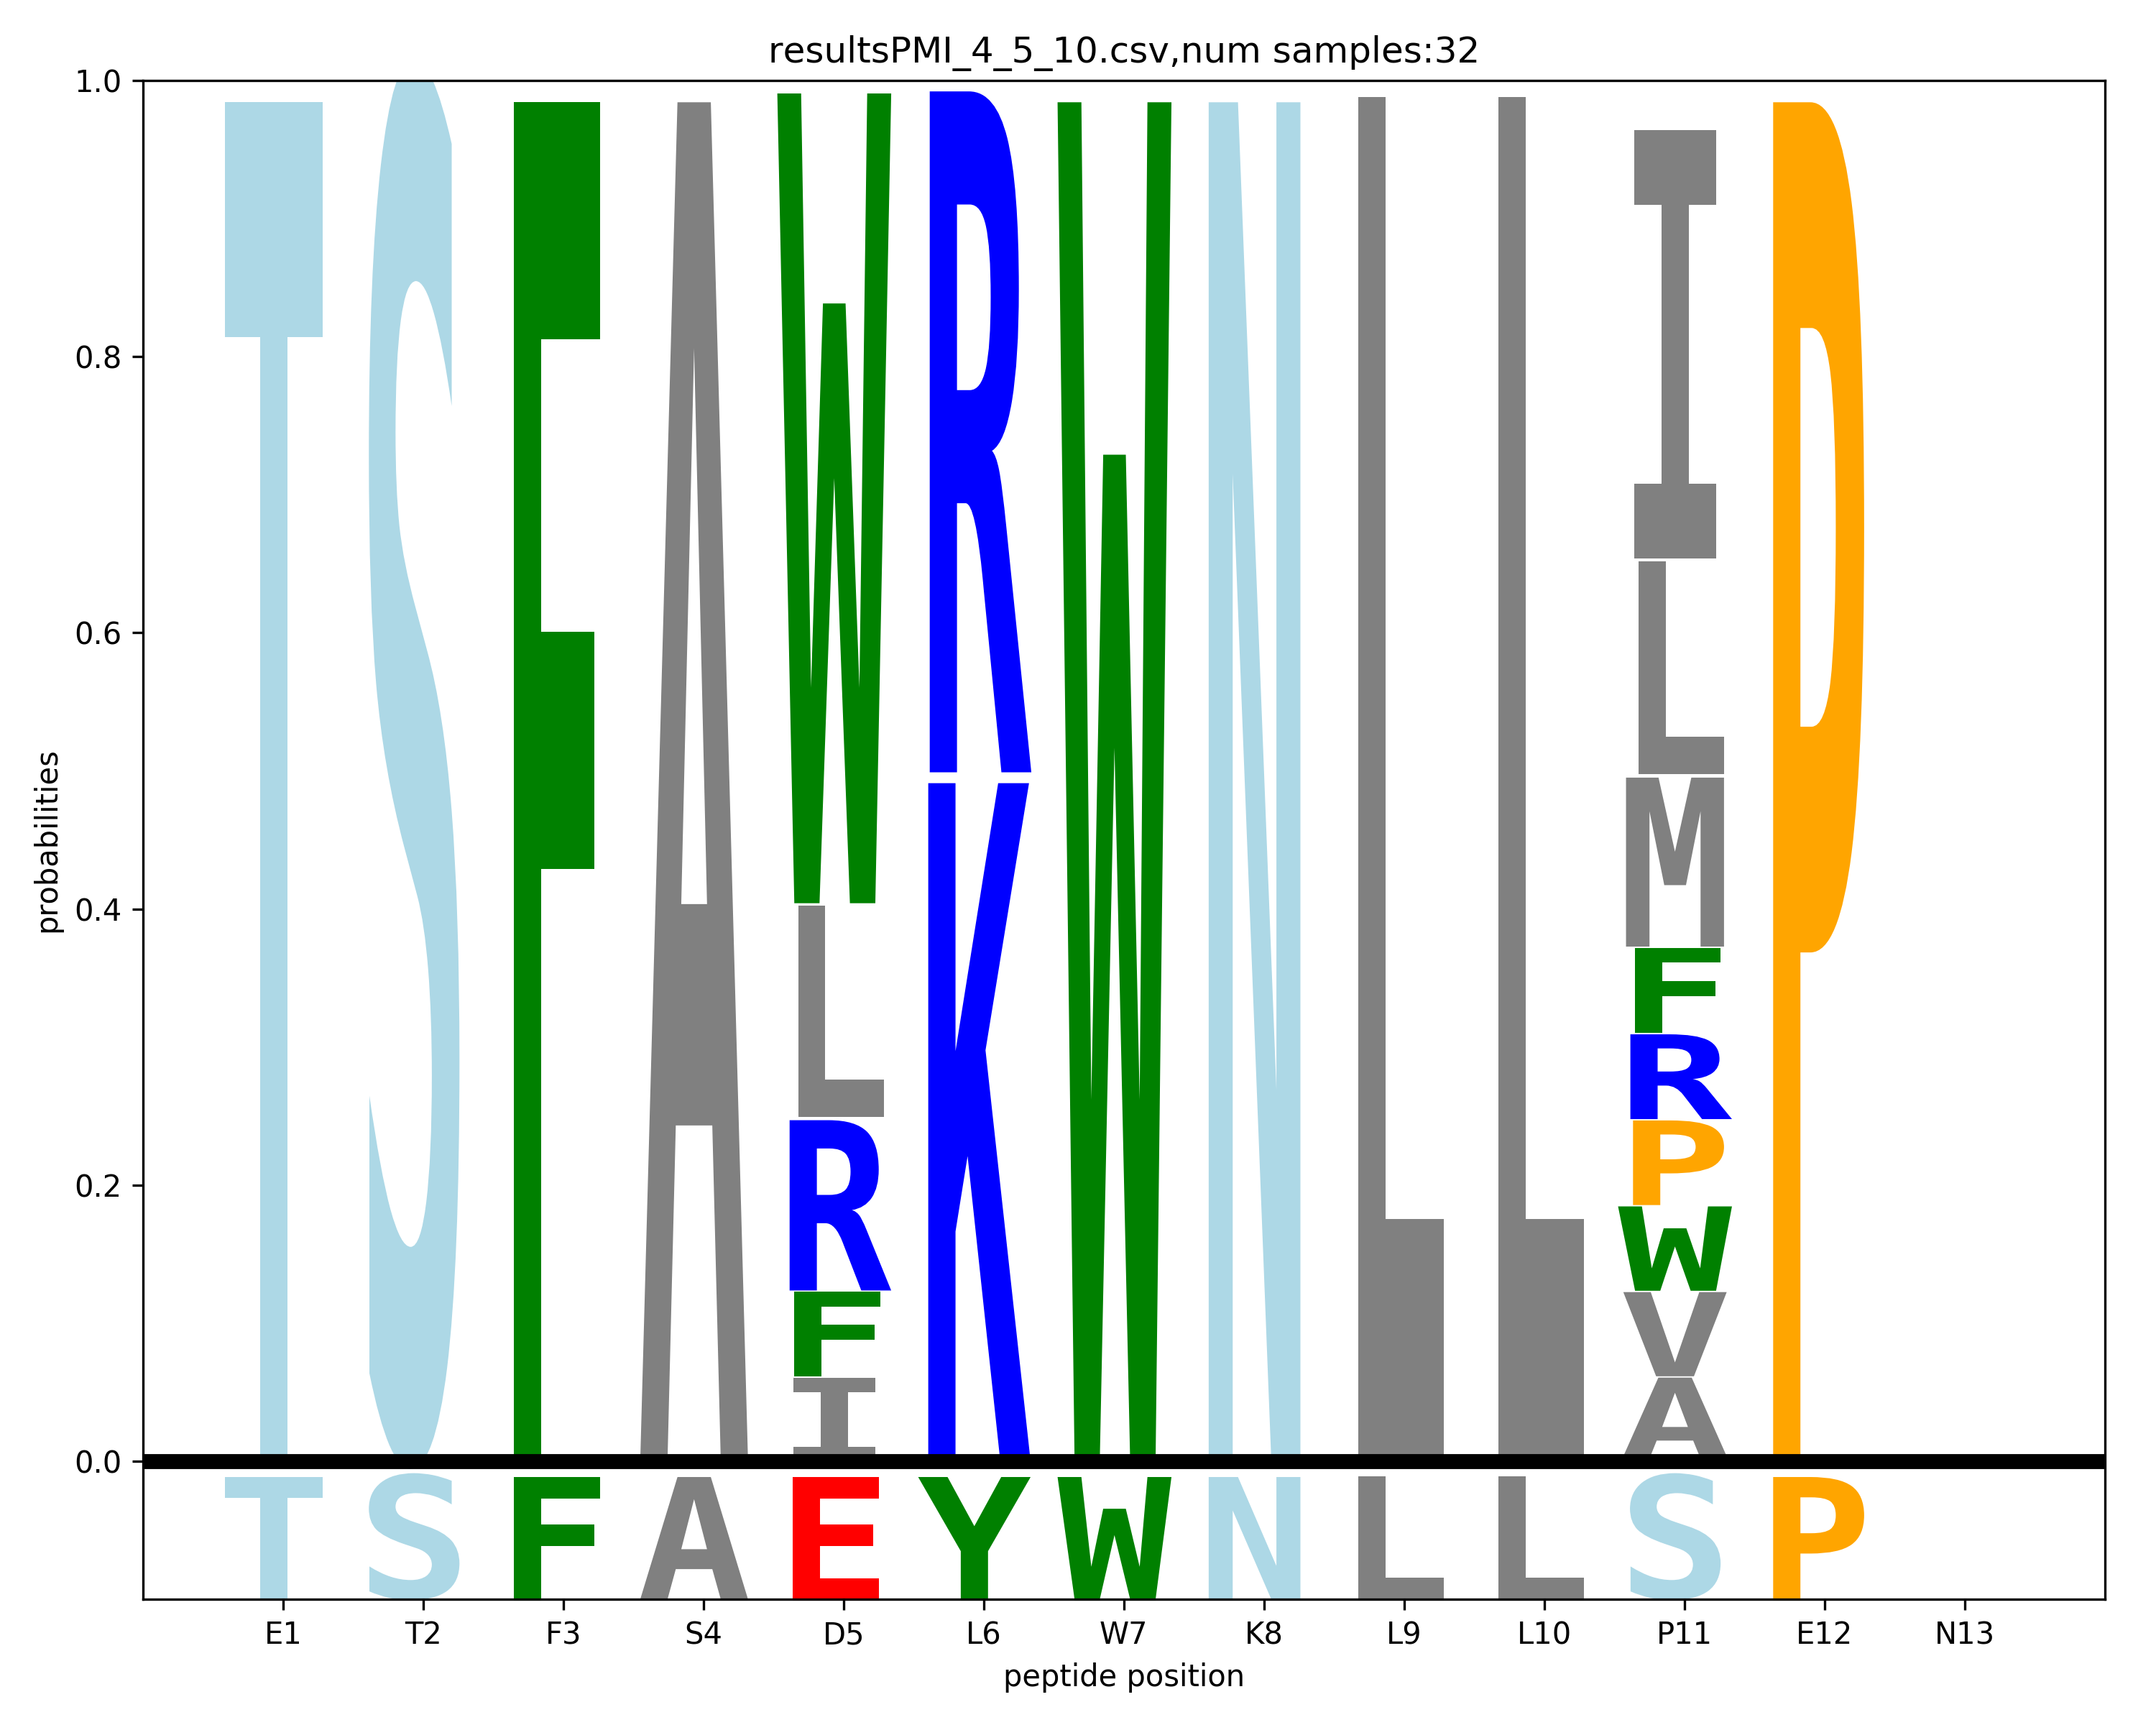 resultsPMI_4_5_10.csv,num samples:32
probabilities
1.0
0.8
0.6
0.4
0.2
0.0
T S F A W R W N L L I P
K
L
L
M
R
F
F
R
I
P
W
V
A
T S F A E Y W N L L S P
E1 T2 F3 S4 D5 L6 W7 K8 L9 L10 P11 E12 N13
peptide position